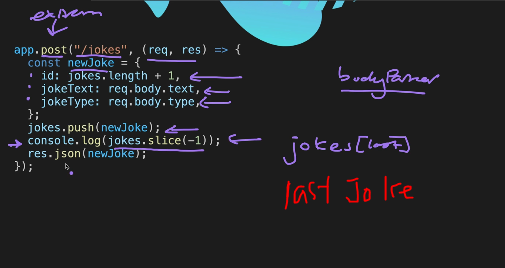 express
app.post("/jokes", (req, res) => {
const newJoke = {
id: jokes.length + 1,
jokeText: req.body.text,
jokeType: req.body.type,
};
jokes.push(newJoke);
console.log(jokes.slice(-1));
res.json(newJoke);
});
bodyParser
jokes[last]
last Joke